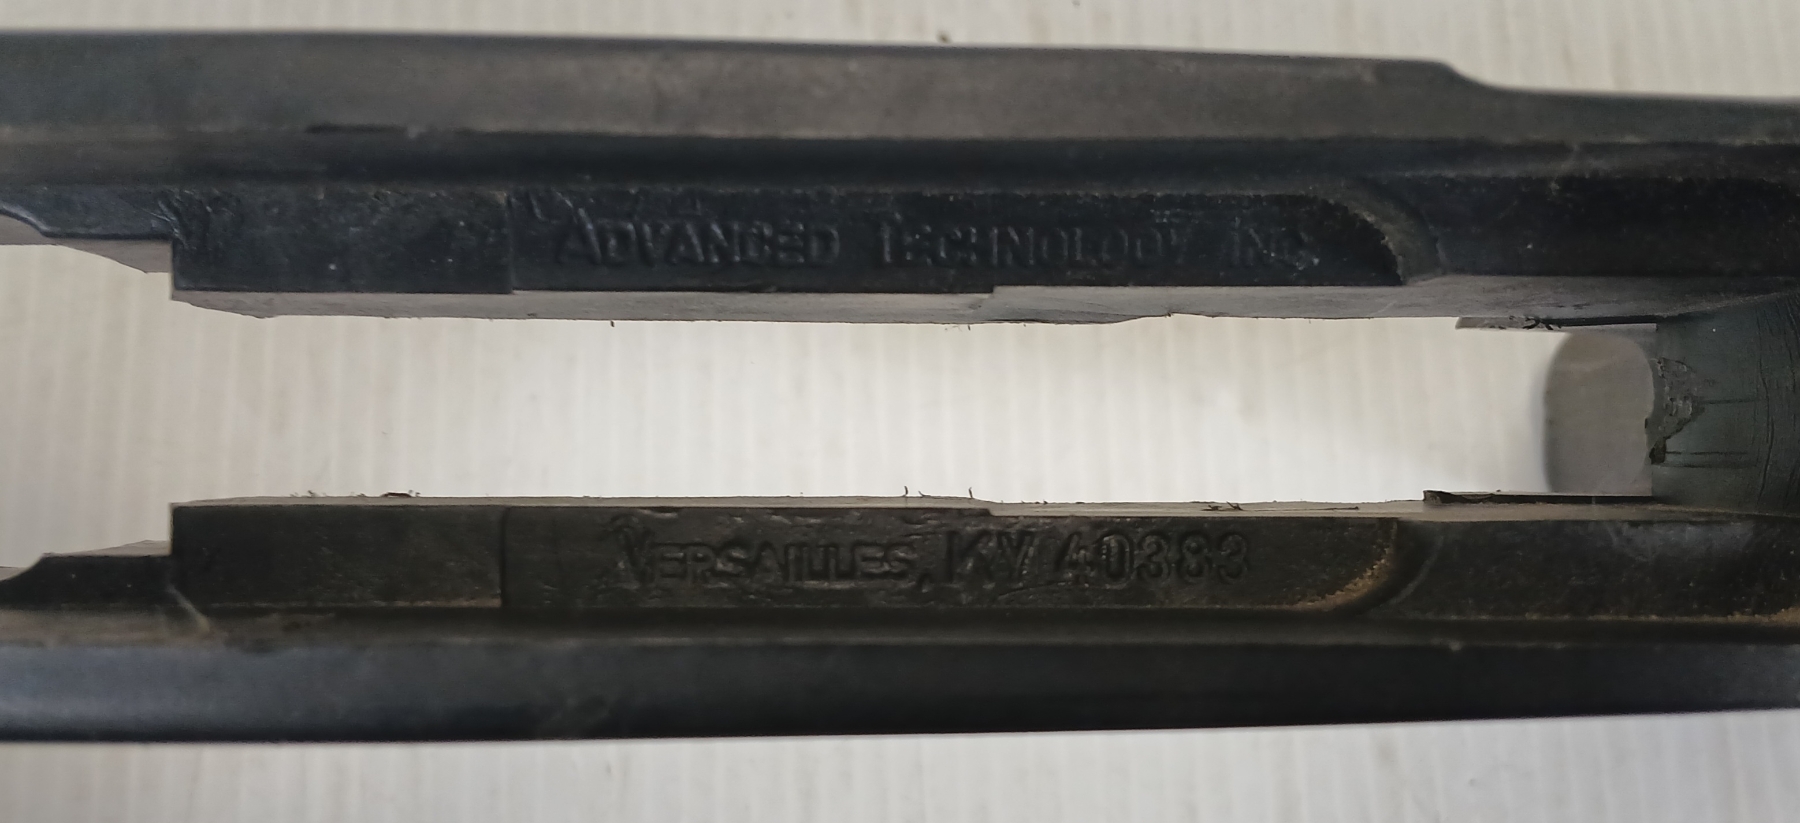 ADVANCED TECHNOLOGY INC.
VERSAILLES, KY 40383